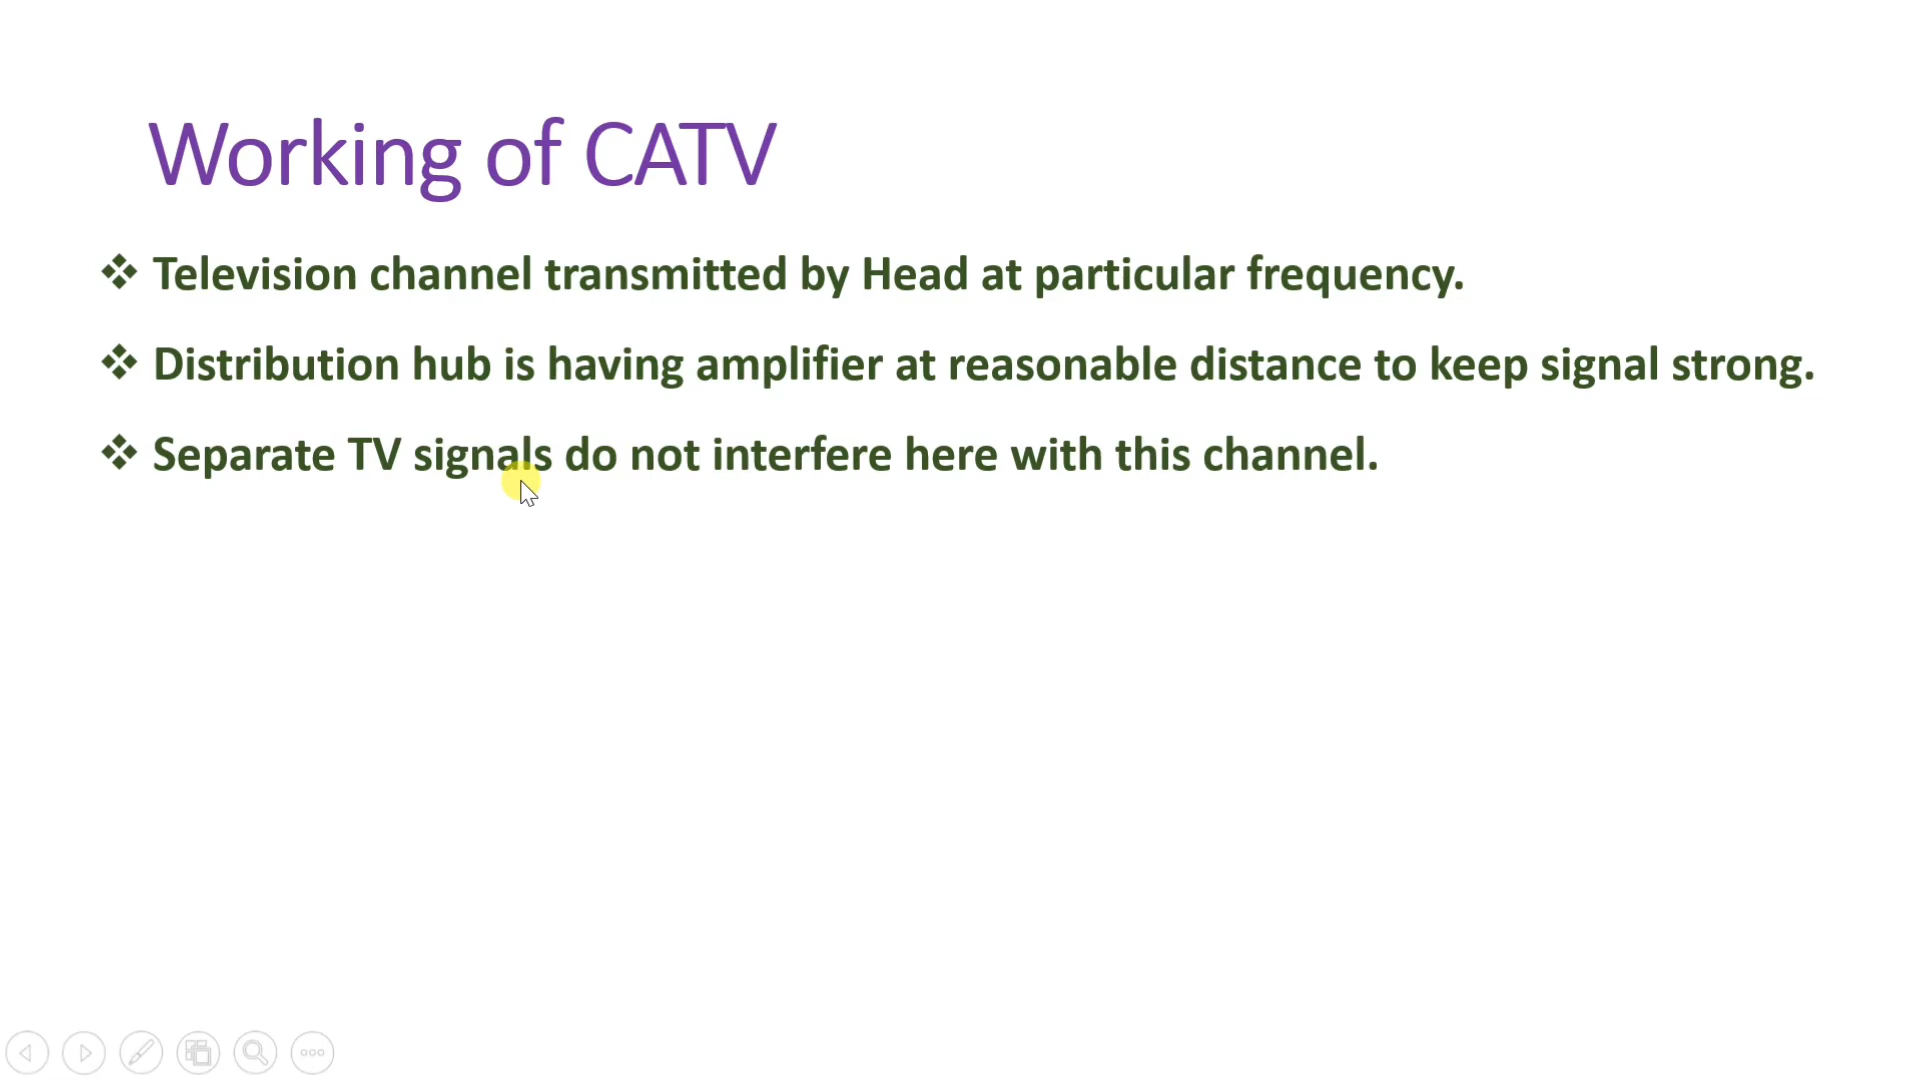 Working of CATV
Television channel transmitted by Head at particular frequency.
Distribution hub is having amplifier at reasonable distance to keep signal strong.
Separate TV signals do not interfere here with this channel.